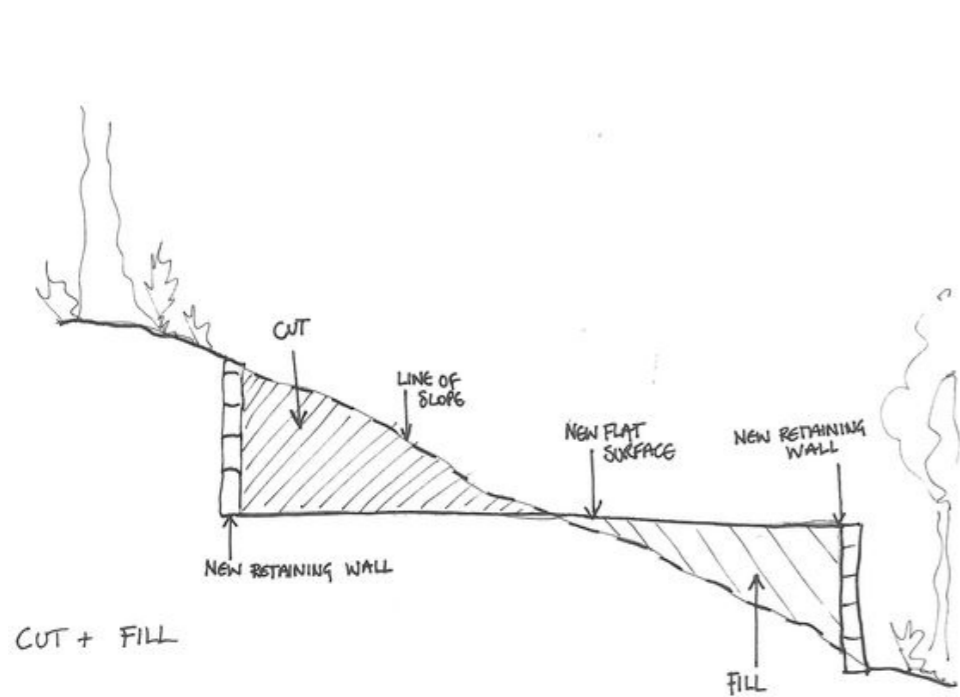 CUT
LINE OF
SLOPE
NEW FLAT
SURFACE
NEW RETAINING
WALL
NEW RETAINING WALL
CUT + FILL
FILL